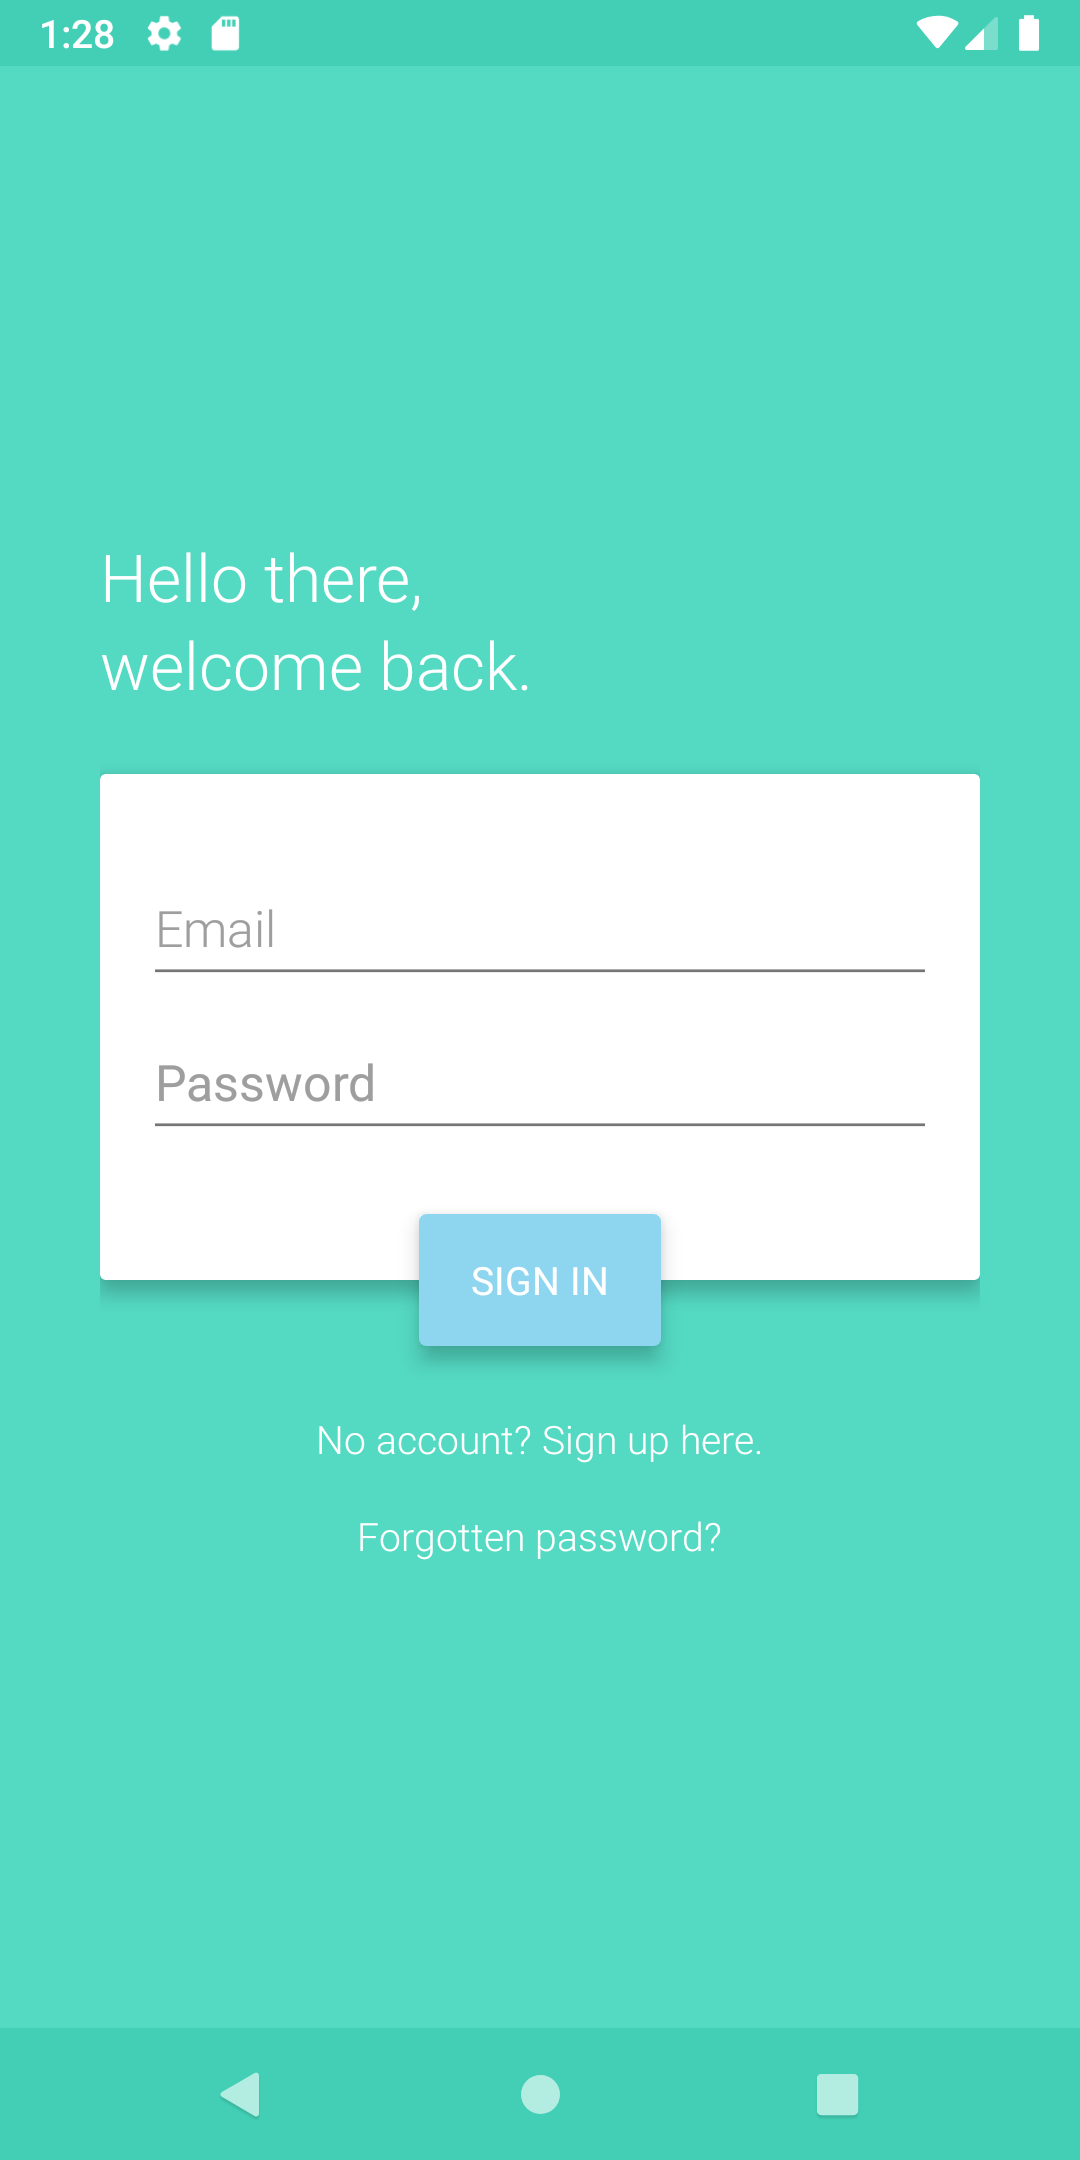 1:28
Hello there,
welcome back.
Email
Password
SIGN IN
No account? Sign up here.
Forgotten password?